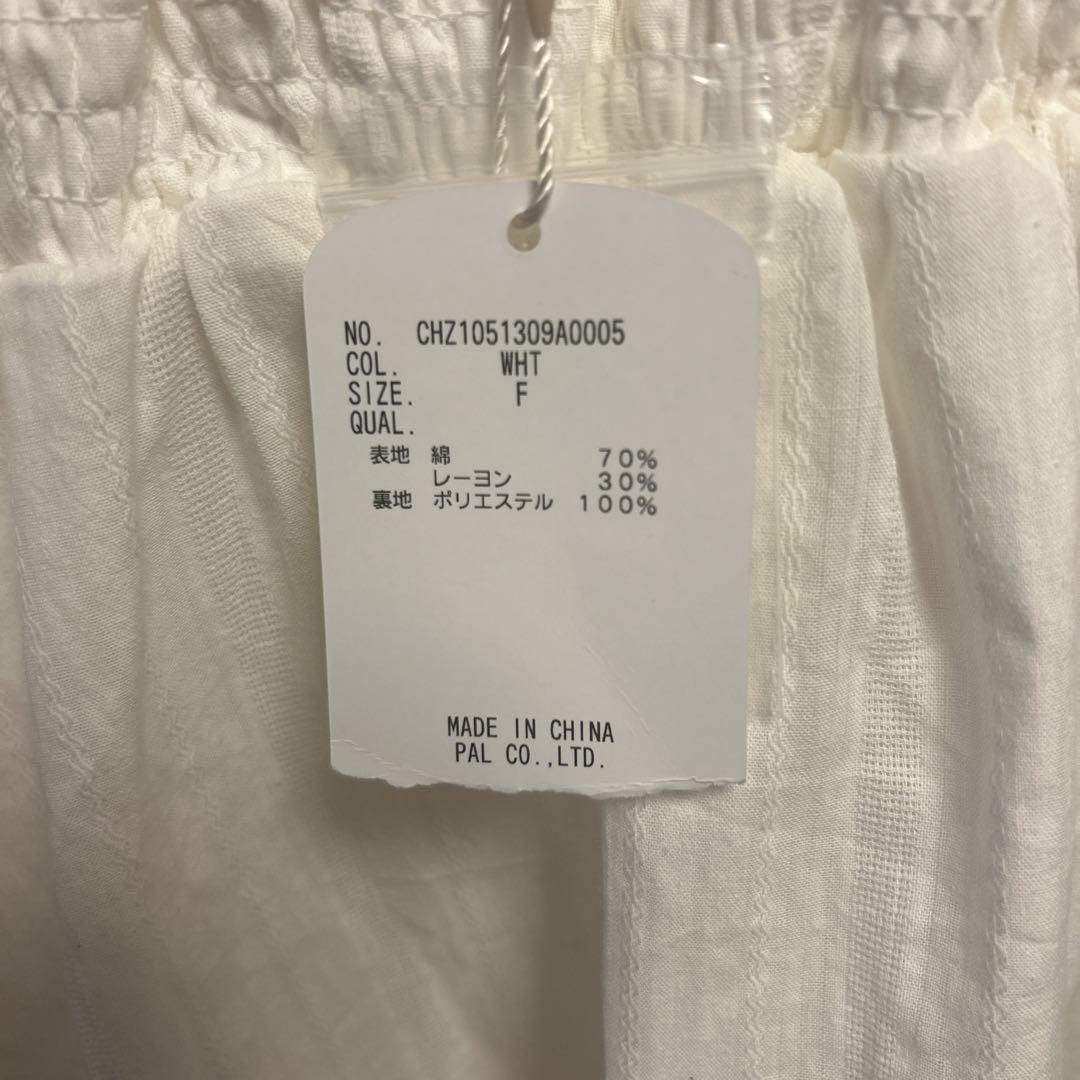 NO. CHZ1051309A0005
COL. WHT
SIZE. F
QUAL.
表地 綿 70%
レーヨン 30%
裏地 ポリエステル 100%
MADE IN CHINA
PAL CO.,LTD.